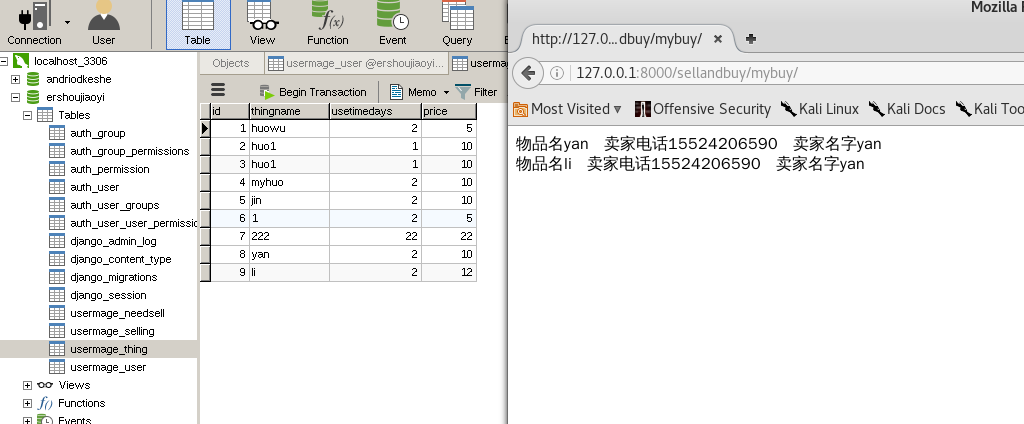 Connection
User
Table
View
Function
Event
Query
localhost_3306
andriodkeshe
ershoujiaoyi
Tables
auth_group
auth_group_permissions
auth_permission
auth_user
auth_user_groups
auth_user_user_permissio
django_admin_log
django_content_type
django_migrations
django_session
usermage_needsell
usermage_selling
usermage_thing
usermage_user
Views
Functions
Events
Objects
usermage_user @ershoujiaoyi...
userma
Begin Transaction
Memo
Filter
id thingname usetimedays price
1 huowu 2 5
2 huo1 1 10
3 huo1 1 10
4 myhuo 2 10
5 jin 2 10
6 1 2 5
7 222 22 22
8 yan 2 10
9 li 2 12
Mozilla F
http://127.0...dbuy/mybuy/
127.0.0.1:8000/sellandbuy/mybuy/
Most Visited
Offensive Security
Kali Linux
Kali Docs
Kali Too
物品名yan 卖家电话15524206590 卖家名字yan
物品名li 卖家电话15524206590 卖家名字yan